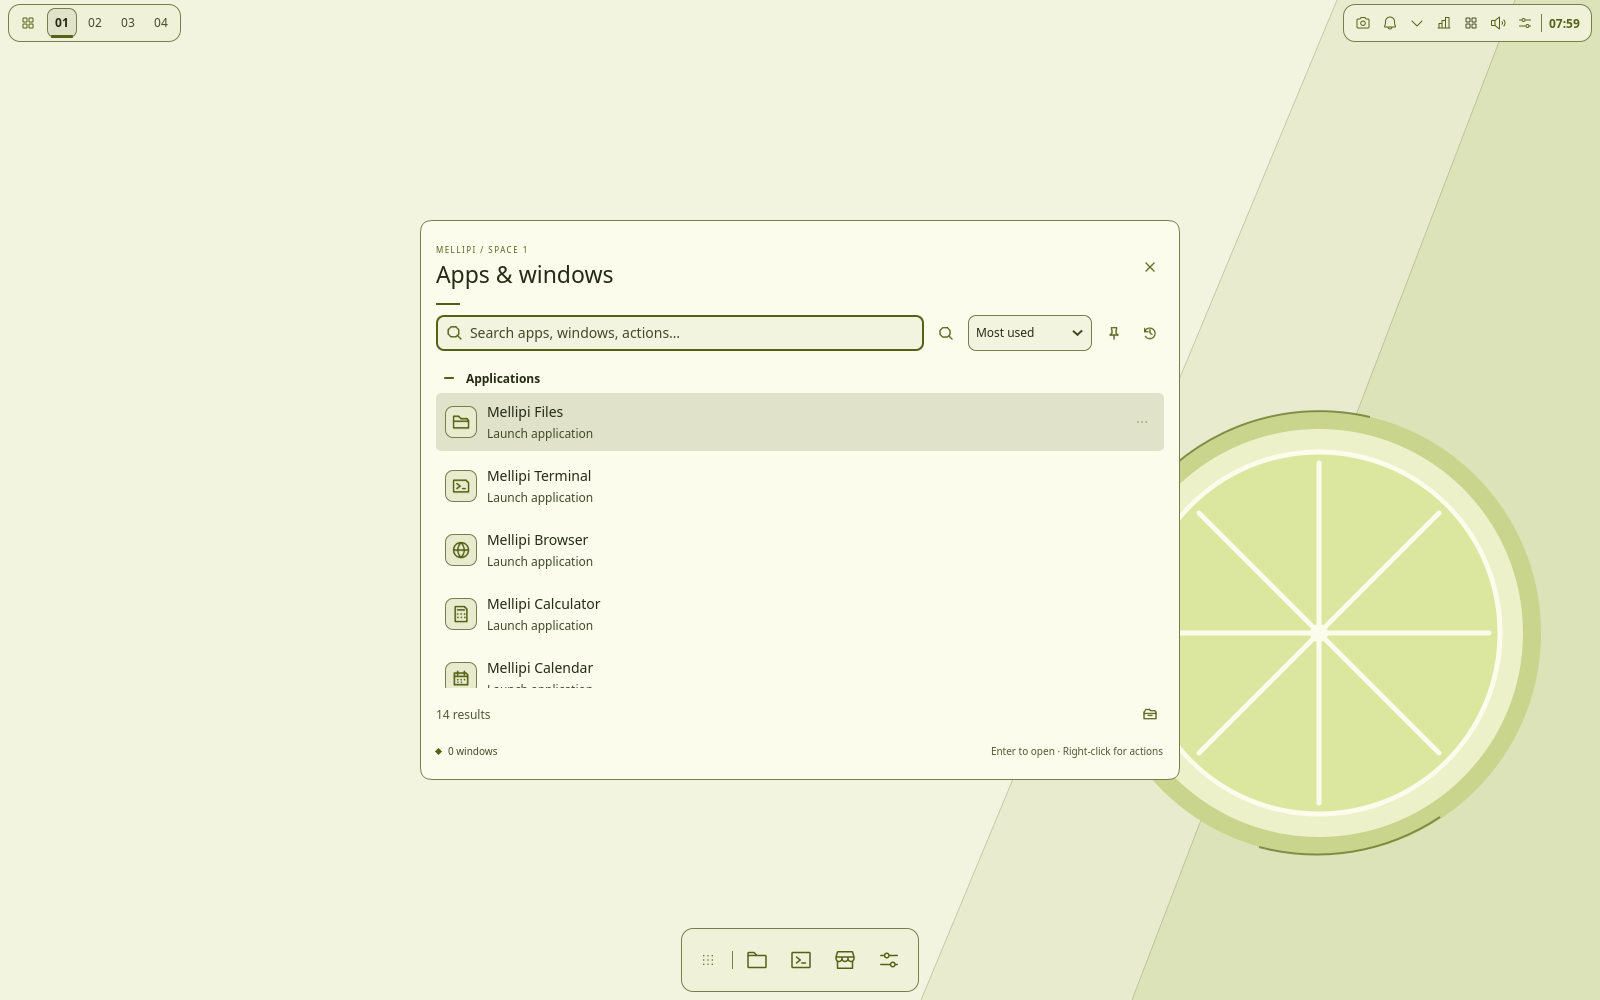 01 02 03 04
07:59
MELLIPI / SPACE 1
Apps & windows
Search apps, windows, actions...
Most used
Applications
Mellipi Files
Launch application
Mellipi Terminal
Launch application
Mellipi Browser
Launch application
Mellipi Calculator
Launch application
Mellipi Calendar
Launch application
14 results
0 windows
Enter to open · Right-click for actions